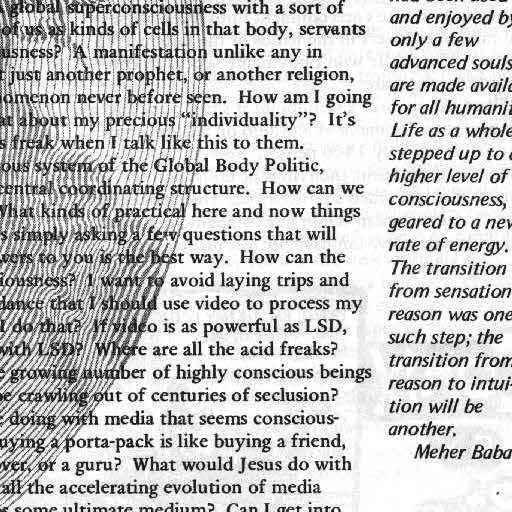 global superconsciousness with a sort of
of us as kinds of cells in that body, servants
usness? A manifestation unlike any in
t just another prophet, or another religion,
nomenon never before seen. How am I going
at about my precious “individuality”? It's
s freak when I talk like this to them.
ous system of the Global Body Politic,
central coordinating structure. How can we
What kinds of practical here and now things
s simply asking a few questions that will
wers to you is the best way. How can the
iousness? I want to avoid laying trips and
dance that I should use video to process my
I do that? If video is as powerful as LSD,
with LSD? Where are all the acid freaks?
e growing number of highly conscious beings
be crawling out of centuries of seclusion?
e doing with media that seems conscious-
uying a porta-pack is like buying a friend,
ver, or a guru? What would Jesus do with
all the accelerating evolution of media
s some ultimate medium? Can I get into
had been used
and enjoyed by
only a few
advanced souls
are made availa
for all humanit
Life as a whole
stepped up to a
higher level of
consciousness,
geared to a new
rate of energy.
The transition
from sensation
reason was one
such step; the
transition from
reason to intui-
tion will be
another.
Meher Baba